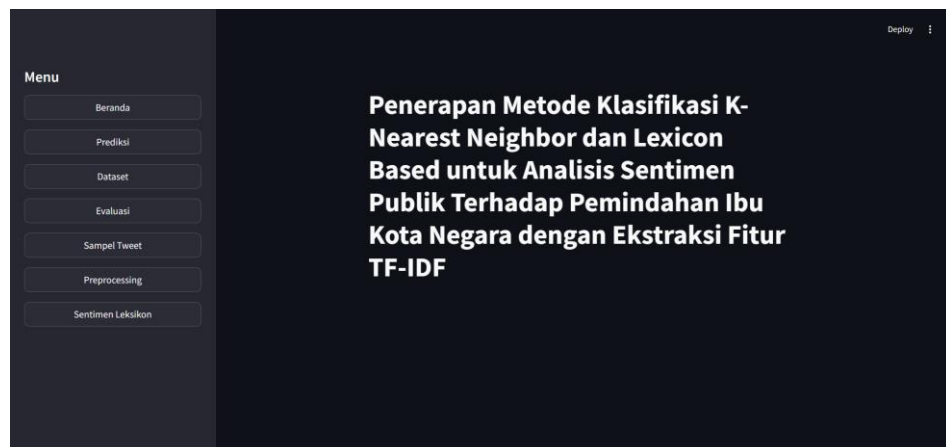 Deploy
Menu
Beranda
Prediksi
Dataset
Evaluasi
Sampel Tweet
Preprocessing
Sentimen Leksikon
Penerapan Metode Klasifikasi K-
Nearest Neighbor dan Lexicon
Based untuk Analisis Sentimen
Publik Terhadap Pemindahan Ibu
Kota Negara dengan Ekstraksi Fitur
TF-IDF